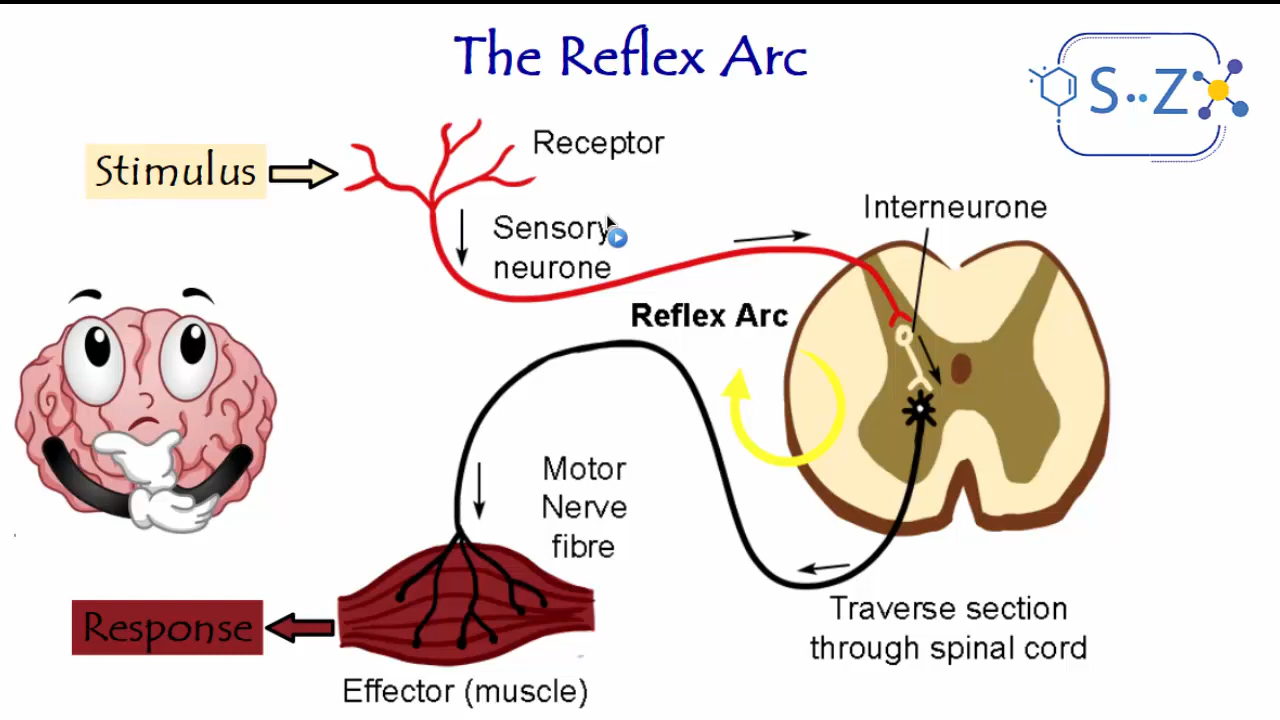 The Reflex Arc
S..Z
Stimulus
Receptor
Sensory
neurone
Interneurone
Reflex Arc
Motor
Nerve
fibre
Response
Traverse section
through spinal cord
Effector (muscle)